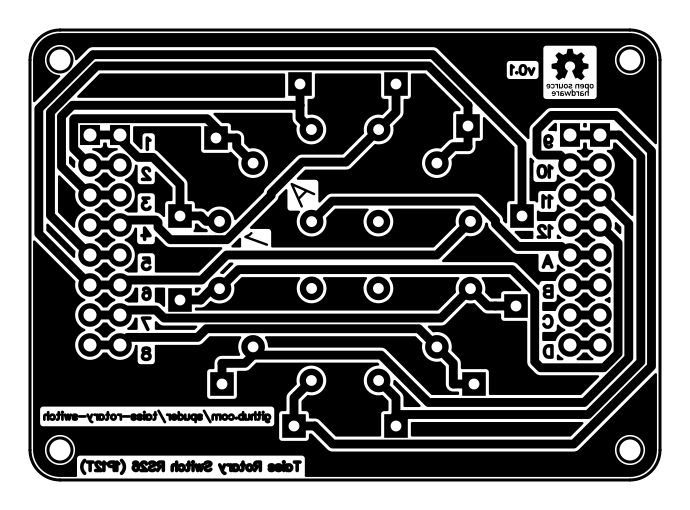 v0.1
open source
hardware
1
9
2
10
3
A
11
4
1
12
5
A
6
B
7
C
8
D
github.com/spuder/taiss-rotary-switch
Taiss Rotary Switch RS26 (1P12T)